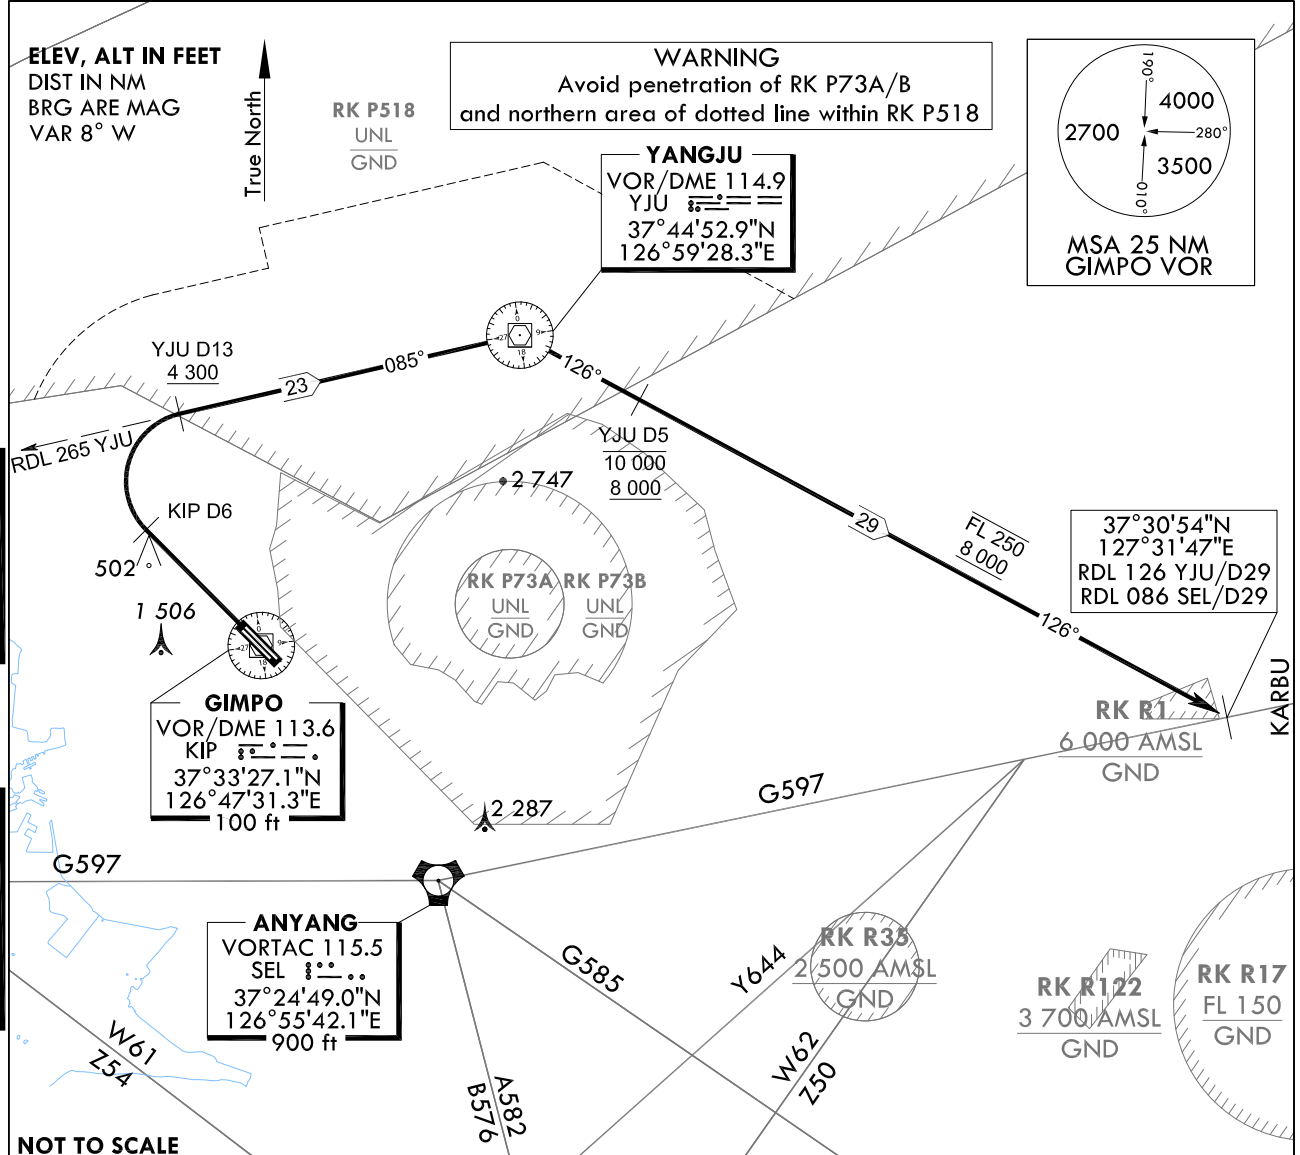 ELEV, ALT IN FEET
DIST IN NM
BRG ARE MAG
VAR 8° W
True North
RK P518
UNL
GND
WARNING
Avoid penetration of RK P73A/B
and northern area of dotted line within RK P518
190°
4000
2700
280°
3500
010°
MSA 25 NM
GIMPO VOR
YANGJU
VOR/DME 114.9
YJU
37°44'52.9"N
126°59'28.3"E
0
9
18
27
YJU D13
4 300
23
085°
126°
RDL 265 YJU
YJU D5
10 000
8 000
2 747
KIP D6
502
1 506
29
FL 250
8 000
37°30'54"N
127°31'47"E
RDL 126 YJU/D29
RDL 086 SEL/D29
126°
KARBU
RK P73A
UNL
GND
RK P73B
UNL
GND
0
9
18
27
GIMPO
VOR/DME 113.6
KIP
37°33'27.1"N
126°47'31.3"E
100 ft
RK R1
6 000 AMSL
GND
2 287
G597
G597
ANYANG
VORTAC 115.5
SEL
37°24'49.0"N
126°55'42.1"E
900 ft
G585
Y644
RK R35
2 500 AMSL
GND
RK R122
3 700 AMSL
GND
RK R17
FL 150
GND
W61
Z54
A582
B576
W62
Z50
NOT TO SCALE